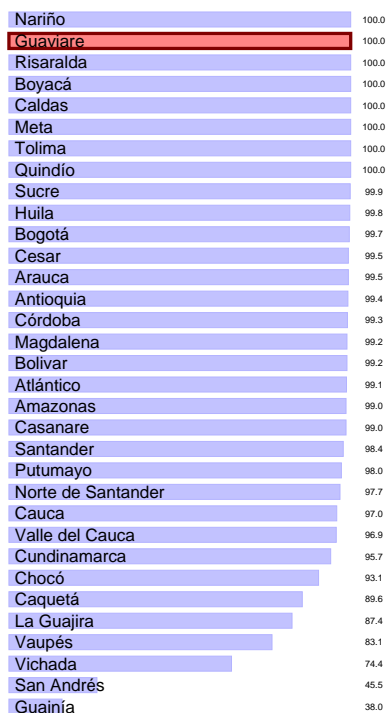 Nariño 100.0
Guaviare 100.0
Risaralda 100.0
Boyacá 100.0
Caldas 100.0
Meta 100.0
Tolima 100.0
Quindío 100.0
Sucre 99.9
Huila 99.8
Bogotá 99.7
Cesar 99.5
Arauca 99.5
Antioquia 99.4
Córdoba 99.3
Magdalena 99.2
Bolivar 99.2
Atlántico 99.1
Amazonas 99.0
Casanare 99.0
Santander 98.4
Putumayo 98.0
Norte de Santander 97.7
Cauca 97.0
Valle del Cauca 96.9
Cundinamarca 95.7
Chocó 93.1
Caquetá 89.6
La Guajira 87.4
Vaupés 83.1
Vichada 74.4
San Andrés 45.5
Guainía 38.0